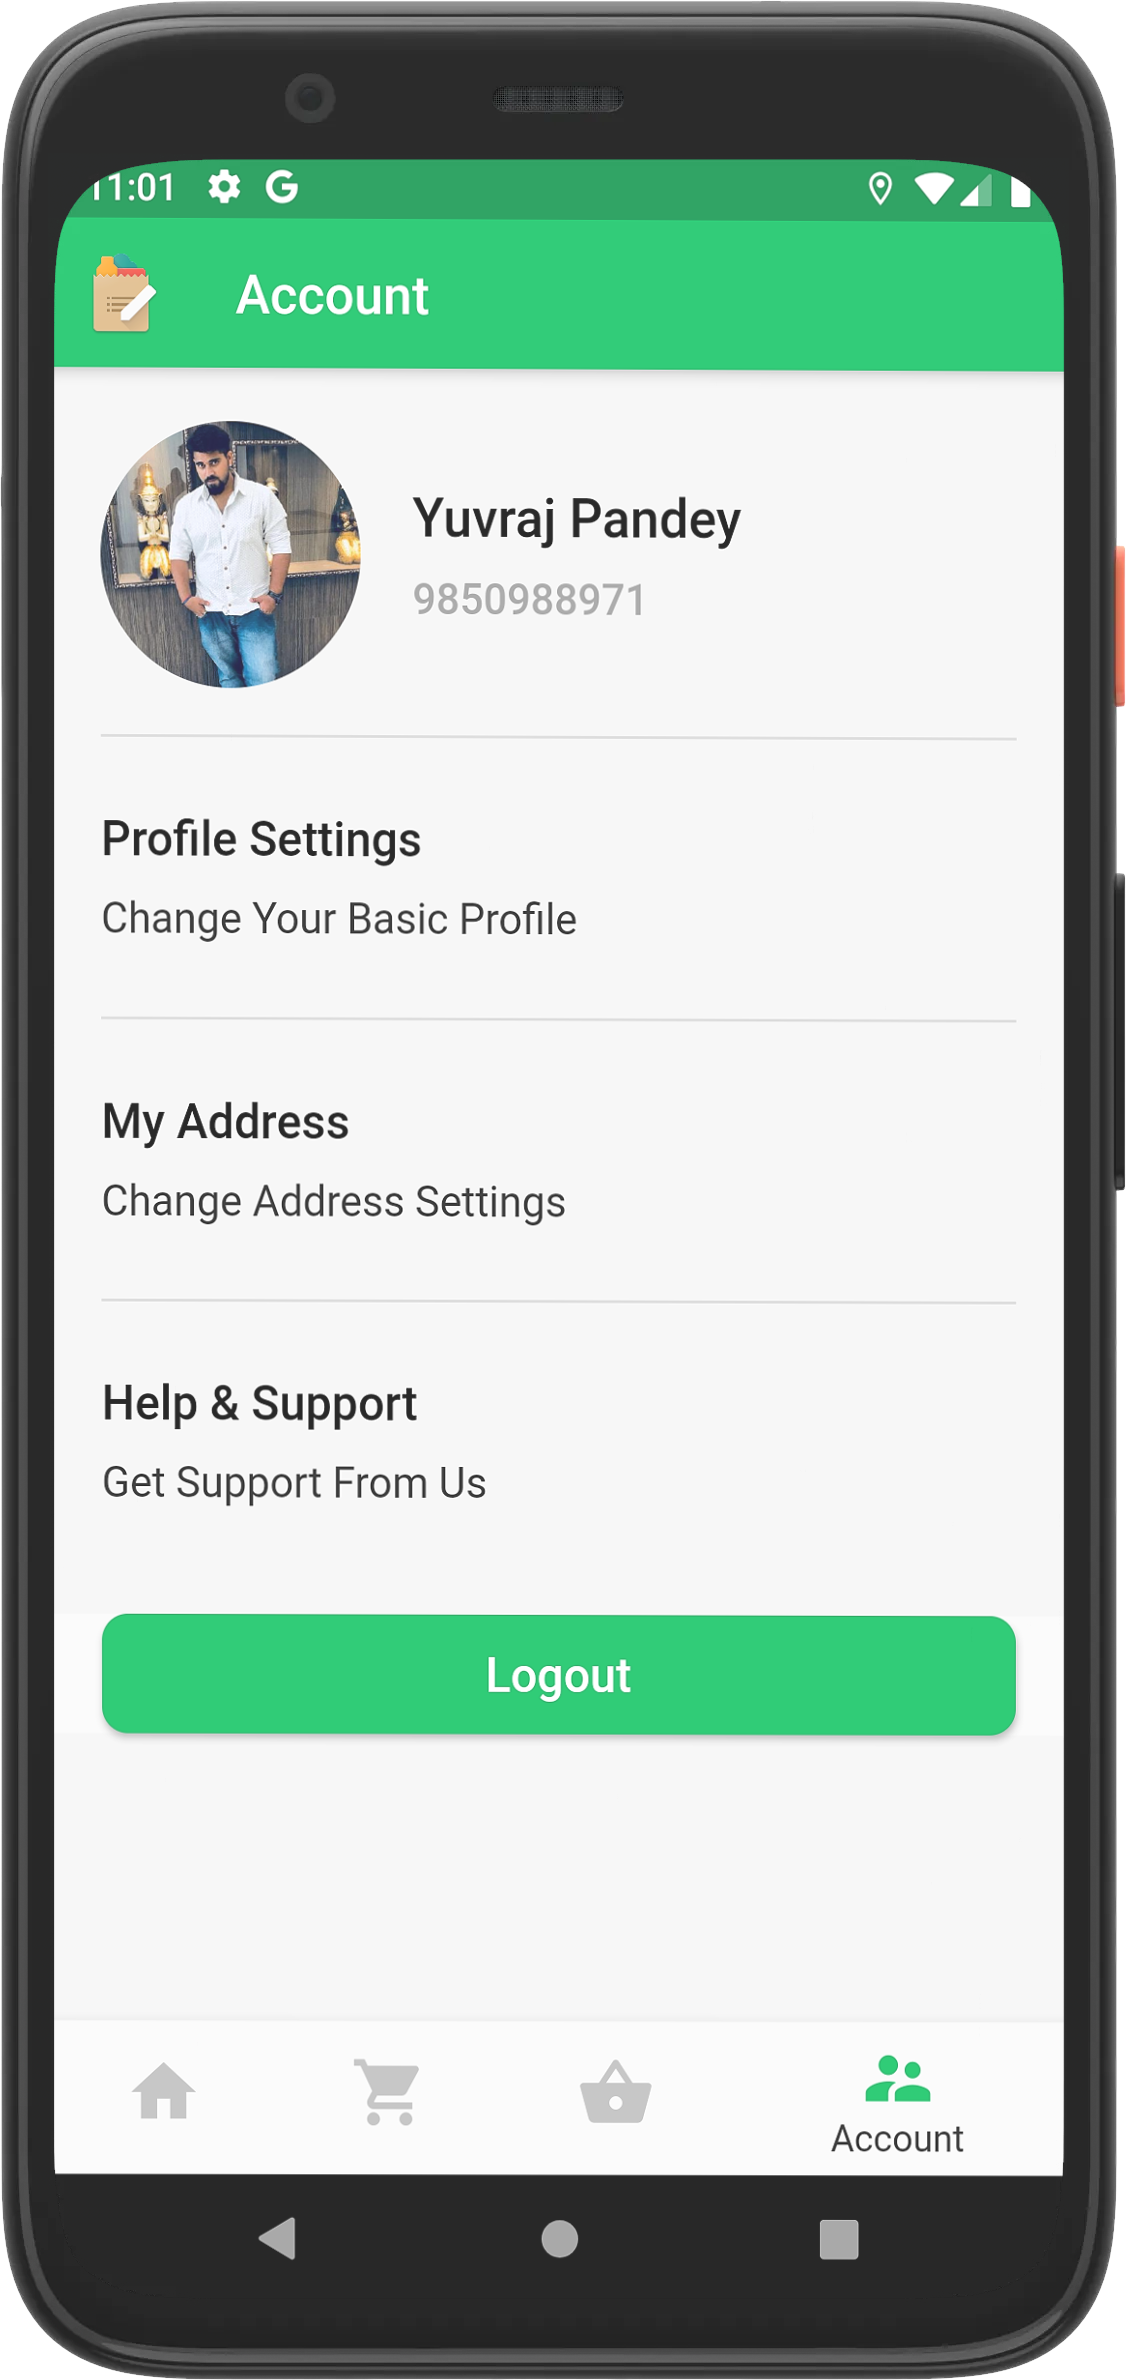 11:01
Account
Yuvraj Pandey
9850988971
Profile Settings
Change Your Basic Profile
My Address
Change Address Settings
Help & Support
Get Support From Us
Logout
Account